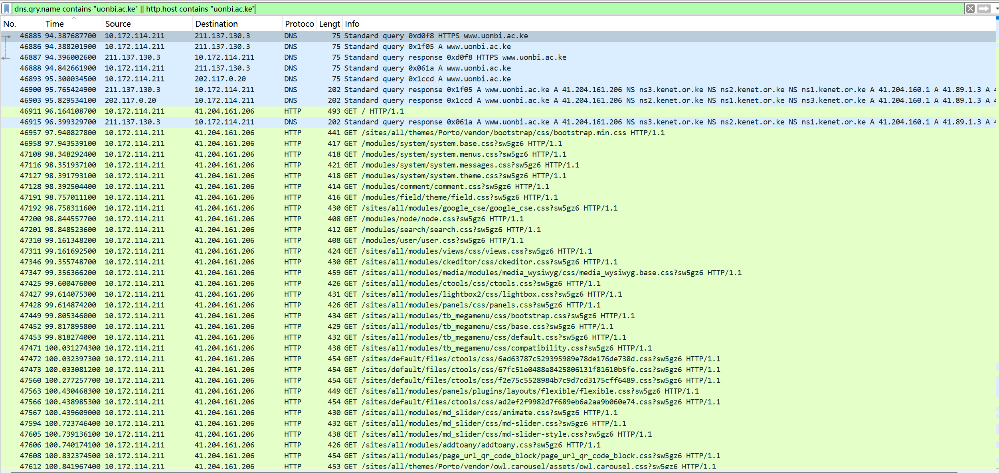 dns.qry.name contains "uonbi.ac.ke" || http.host contains "uonbi.ac.ke"
No. Time Source Destination Protoco Lengt Info
46885 94.387687700 10.172.114.211 211.137.130.3 DNS 75 Standard query 0xd0f8 HTTPS www.uonbi.ac.ke
46886 94.388201900 10.172.114.211 211.137.130.3 DNS 75 Standard query 0x1f05 A www.uonbi.ac.ke
46887 94.396002600 211.137.130.3 10.172.114.211 DNS 75 Standard query response 0xd0f8 HTTPS www.uonbi.ac.ke
46888 94.842661900 10.172.114.211 211.137.130.3 DNS 75 Standard query 0x061a A www.uonbi.ac.ke
46893 95.300034500 10.172.114.211 202.117.0.20 DNS 75 Standard query 0x1ccd A www.uonbi.ac.ke
46900 95.765424900 211.137.130.3 10.172.114.211 DNS 202 Standard query response 0x1f05 A www.uonbi.ac.ke A 41.204.161.206 NS ns3.kenet.or.ke NS ns2.kenet.or.ke NS ns1.kenet.or.ke A 41.204.160.1 A 41.89.1.3 A
46903 95.829534100 202.117.0.20 10.172.114.211 DNS 202 Standard query response 0x1ccd A www.uonbi.ac.ke A 41.204.161.206 NS ns2.kenet.or.ke NS ns1.kenet.or.ke NS ns3.kenet.or.ke A 41.204.160.1 A 41.89.1.3 A
46911 96.164108700 10.172.114.211 41.204.161.206 HTTP 493 GET / HTTP/1.1
46915 96.399329700 211.137.130.3 10.172.114.211 DNS 202 Standard query response 0x061a A www.uonbi.ac.ke A 41.204.161.206 NS ns3.kenet.or.ke NS ns2.kenet.or.ke NS ns1.kenet.or.ke A 41.204.160.1 A 41.89.1.3 A
46957 97.940827800 10.172.114.211 41.204.161.206 HTTP 441 GET /sites/all/themes/Porto/vendor/bootstrap/css/bootstrap.min.css HTTP/1.1
46958 97.943539100 10.172.114.211 41.204.161.206 HTTP 417 GET /modules/system/system.base.css?sw5gz6 HTTP/1.1
47108 98.348292400 10.172.114.211 41.204.161.206 HTTP 418 GET /modules/system/system.menus.css?sw5gz6 HTTP/1.1
47116 98.351937100 10.172.114.211 41.204.161.206 HTTP 421 GET /modules/system/system.messages.css?sw5gz6 HTTP/1.1
47127 98.391793100 10.172.114.211 41.204.161.206 HTTP 418 GET /modules/system/system.theme.css?sw5gz6 HTTP/1.1
47128 98.392504400 10.172.114.211 41.204.161.206 HTTP 414 GET /modules/comment/comment.css?sw5gz6 HTTP/1.1
47191 98.757011100 10.172.114.211 41.204.161.206 HTTP 416 GET /modules/field/theme/field.css?sw5gz6 HTTP/1.1
47192 98.758311600 10.172.114.211 41.204.161.206 HTTP 430 GET /sites/all/modules/google_cse/google_cse.css?sw5gz6 HTTP/1.1
47200 98.844557700 10.172.114.211 41.204.161.206 HTTP 408 GET /modules/node/node.css?sw5gz6 HTTP/1.1
47201 98.848523600 10.172.114.211 41.204.161.206 HTTP 412 GET /modules/search/search.css?sw5gz6 HTTP/1.1
47310 99.161348200 10.172.114.211 41.204.161.206 HTTP 408 GET /modules/user/user.css?sw5gz6 HTTP/1.1
47311 99.161692500 10.172.114.211 41.204.161.206 HTTP 424 GET /sites/all/modules/views/css/views.css?sw5gz6 HTTP/1.1
47346 99.355748700 10.172.114.211 41.204.161.206 HTTP 430 GET /sites/all/modules/ckeditor/css/ckeditor.css?sw5gz6 HTTP/1.1
47347 99.356366200 10.172.114.211 41.204.161.206 HTTP 459 GET /sites/all/modules/media/modules/media_wysiwyg/css/media_wysiwyg.base.css?sw5gz6 HTTP/1.1
47425 99.600476000 10.172.114.211 41.204.161.206 HTTP 426 GET /sites/all/modules/ctools/css/ctools.css?sw5gz6 HTTP/1.1
47427 99.614075300 10.172.114.211 41.204.161.206 HTTP 431 GET /sites/all/modules/lightbox2/css/lightbox.css?sw5gz6 HTTP/1.1
47428 99.614874200 10.172.114.211 41.204.161.206 HTTP 426 GET /sites/all/modules/panels/css/panels.css?sw5gz6 HTTP/1.1
47449 99.805346000 10.172.114.211 41.204.161.206 HTTP 434 GET /sites/all/modules/tb_megamenu/css/bootstrap.css?sw5gz6 HTTP/1.1
47452 99.817895800 10.172.114.211 41.204.161.206 HTTP 429 GET /sites/all/modules/tb_megamenu/css/base.css?sw5gz6 HTTP/1.1
47453 99.818274000 10.172.114.211 41.204.161.206 HTTP 432 GET /sites/all/modules/tb_megamenu/css/default.css?sw5gz6 HTTP/1.1
47471 100.031274300 10.172.114.211 41.204.161.206 HTTP 438 GET /sites/all/modules/tb_megamenu/css/compatibility.css?sw5gz6 HTTP/1.1
47472 100.032397300 10.172.114.211 41.204.161.206 HTTP 454 GET /sites/default/files/ctools/css/6ad63787c529395989e78de176de738d.css?sw5gz6 HTTP/1.1
47473 100.033081200 10.172.114.211 41.204.161.206 HTTP 454 GET /sites/default/files/ctools/css/67fc51e0488e8425806131f81610b5fe.css?sw5gz6 HTTP/1.1
47560 100.277257700 10.172.114.211 41.204.161.206 HTTP 454 GET /sites/default/files/ctools/css/f2e75c5528984b7c9d7cd3175cff6489.css?sw5gz6 HTTP/1.1
47563 100.430468300 10.172.114.211 41.204.161.206 HTTP 449 GET /sites/all/modules/panels/plugins/layouts/flexible/flexible.css?sw5gz6 HTTP/1.1
47566 100.438985300 10.172.114.211 41.204.161.206 HTTP 454 GET /sites/default/files/ctools/css/ad2ef2f9982d7f689eb6a2aa9b060e74.css?sw5gz6 HTTP/1.1
47567 100.439609000 10.172.114.211 41.204.161.206 HTTP 430 GET /sites/all/modules/md_slider/css/animate.css?sw5gz6 HTTP/1.1
47594 100.723746400 10.172.114.211 41.204.161.206 HTTP 432 GET /sites/all/modules/md_slider/css/md-slider.css?sw5gz6 HTTP/1.1
47605 100.739136100 10.172.114.211 41.204.161.206 HTTP 438 GET /sites/all/modules/md_slider/css/md-slider-style.css?sw5gz6 HTTP/1.1
47606 100.740174100 10.172.114.211 41.204.161.206 HTTP 426 GET /sites/all/modules/addtoany/addtoany.css?sw5gz6 HTTP/1.1
47608 100.832374500 10.172.114.211 41.204.161.206 HTTP 454 GET /sites/all/modules/page_url_qr_code_block/page_url_qr_code_block.css?sw5gz6 HTTP/1.1
47612 100.841967400 10.172.114.211 41.204.161.206 HTTP 453 GET /sites/all/themes/Porto/vendor/owl.carousel/assets/owl.carousel.css?sw5gz6 HTTP/1.1